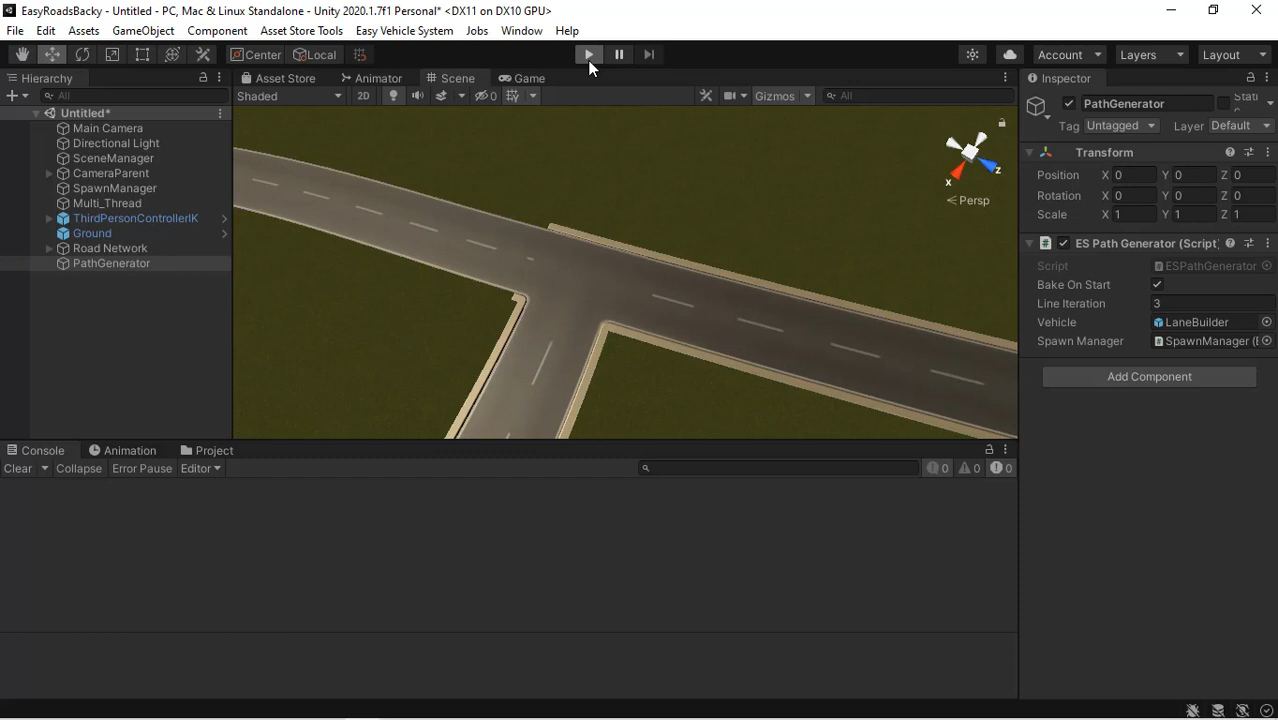 EasyRoadsBacky - Untitled - PC, Mac & Linux Standalone - Unity 2020.1.7f1 Personal* <DX11 on DX10 GPU>
File Edit Assets GameObject Component Asset Store Tools Easy Vehicle System Jobs Window Help
Center Local Account Layers Layout
Hierarchy
All
Untitled*
Main Camera
Directional Light
SceneManager
CameraParent
SpawnManager
Multi_Thread
ThirdPersonControllerIK
Ground
Road Network
PathGenerator
Asset Store Animator Scene Game
Shaded 2D 0 Gizmos All
x z
Persp
Inspector
PathGenerator Stati c
Tag Untagged Layer Default
Transform
Position X 0 Y 0 Z 0
Rotation X 0 Y 0 Z 0
Scale X 1 Y 1 Z 1
ES Path Generator (Script)
Script ESPathGenerator
Bake On Start
Line Iteration 3
Vehicle LaneBuilder
Spawn Manager SpawnManager (E
Add Component
Console Animation Project
Clear Collapse Error Pause Editor 0 0 0